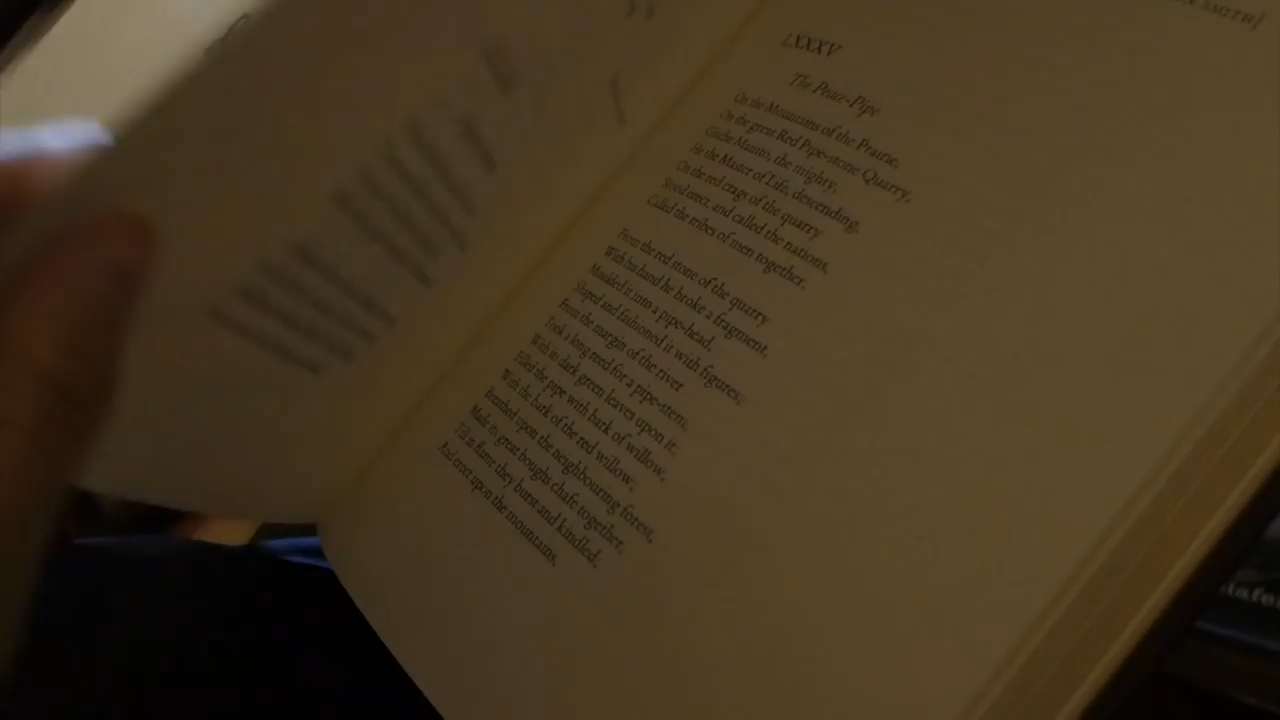 SMITH]
LXXXV
The Peace-Pipe
On the Mountains of the Prairie,
On the great Red Pipe-stone Quarry,
Gitche Manito, the mighty,
He the Master of Life, descending,
On the red crags of the quarry
Stood erect, and called the nations,
Called the tribes of men together.
From the red stone of the quarry
With his hand he broke a fragment,
Moulded it into a pipe-head,
Shaped and fashioned it with figures;
From the margin of the river
Took a long reed for a pipe-stem,
With its dark green leaves upon it;
Filled the pipe with bark of willow,
With the bark of the red willow;
Breathed upon the neighbouring forest,
Made its great boughs chafe together,
Till in flame they burst and kindled;
And erect upon the mountains,